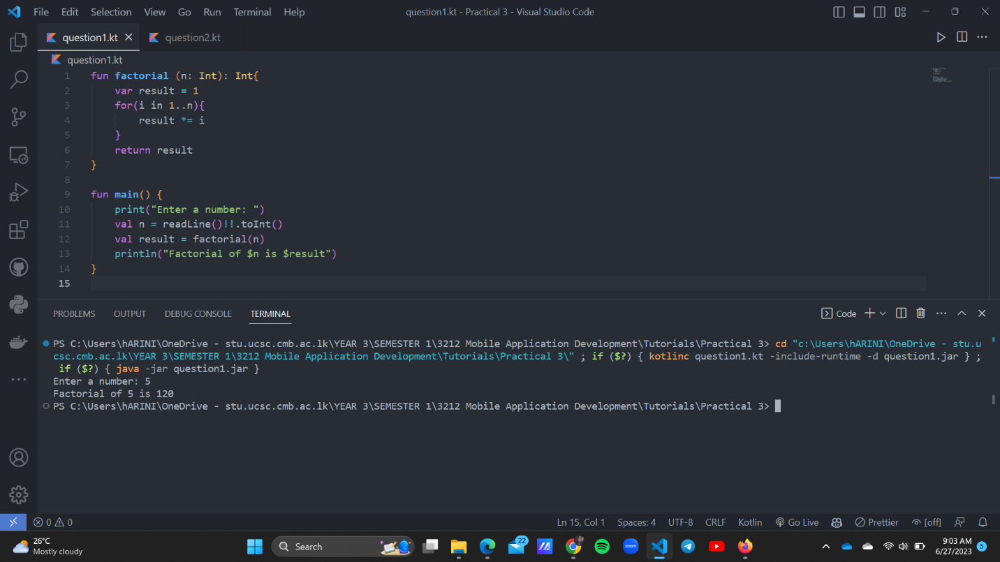 File Edit Selection View Go Run Terminal Help question1.kt - Practical 3 - Visual Studio Code
question1.kt question2.kt
question1.kt
1 fun factorial (n: Int): Int{
2 var result = 1
3 for(i in 1..n){
4 result *= i
5 }
6 return result
7 }
8
9 fun main() {
10 print("Enter a number: ")
11 val n = readLine()!!.toInt()
12 val result = factorial(n)
13 println("Factorial of $n is $result")
14 }
15
PROBLEMS OUTPUT DEBUG CONSOLE TERMINAL Code
PS C:\Users\hARINI\OneDrive - stu.ucsc.cmb.ac.lk\YEAR 3\SEMESTER 1\3212 Mobile Application Development\Tutorials\Practical 3> cd "c:\Users\hARINI\OneDrive - stu.u
csc.cmb.ac.lk\YEAR 3\SEMESTER 1\3212 Mobile Application Development\Tutorials\Practical 3\" ; if ($?) { kotlinc question1.kt -include-runtime -d question1.jar } ;
if ($?) { java -jar question1.jar }
Enter a number: 5
Factorial of 5 is 120
PS C:\Users\hARINI\OneDrive - stu.ucsc.cmb.ac.lk\YEAR 3\SEMESTER 1\3212 Mobile Application Development\Tutorials\Practical 3>
0 0 Ln 15, Col 1 Spaces: 4 UTF-8 CRLF Kotlin Go Live Prettier [off]
26°C
Mostly cloudy
Search
22
zoom
9:03 AM
6/27/2023
5